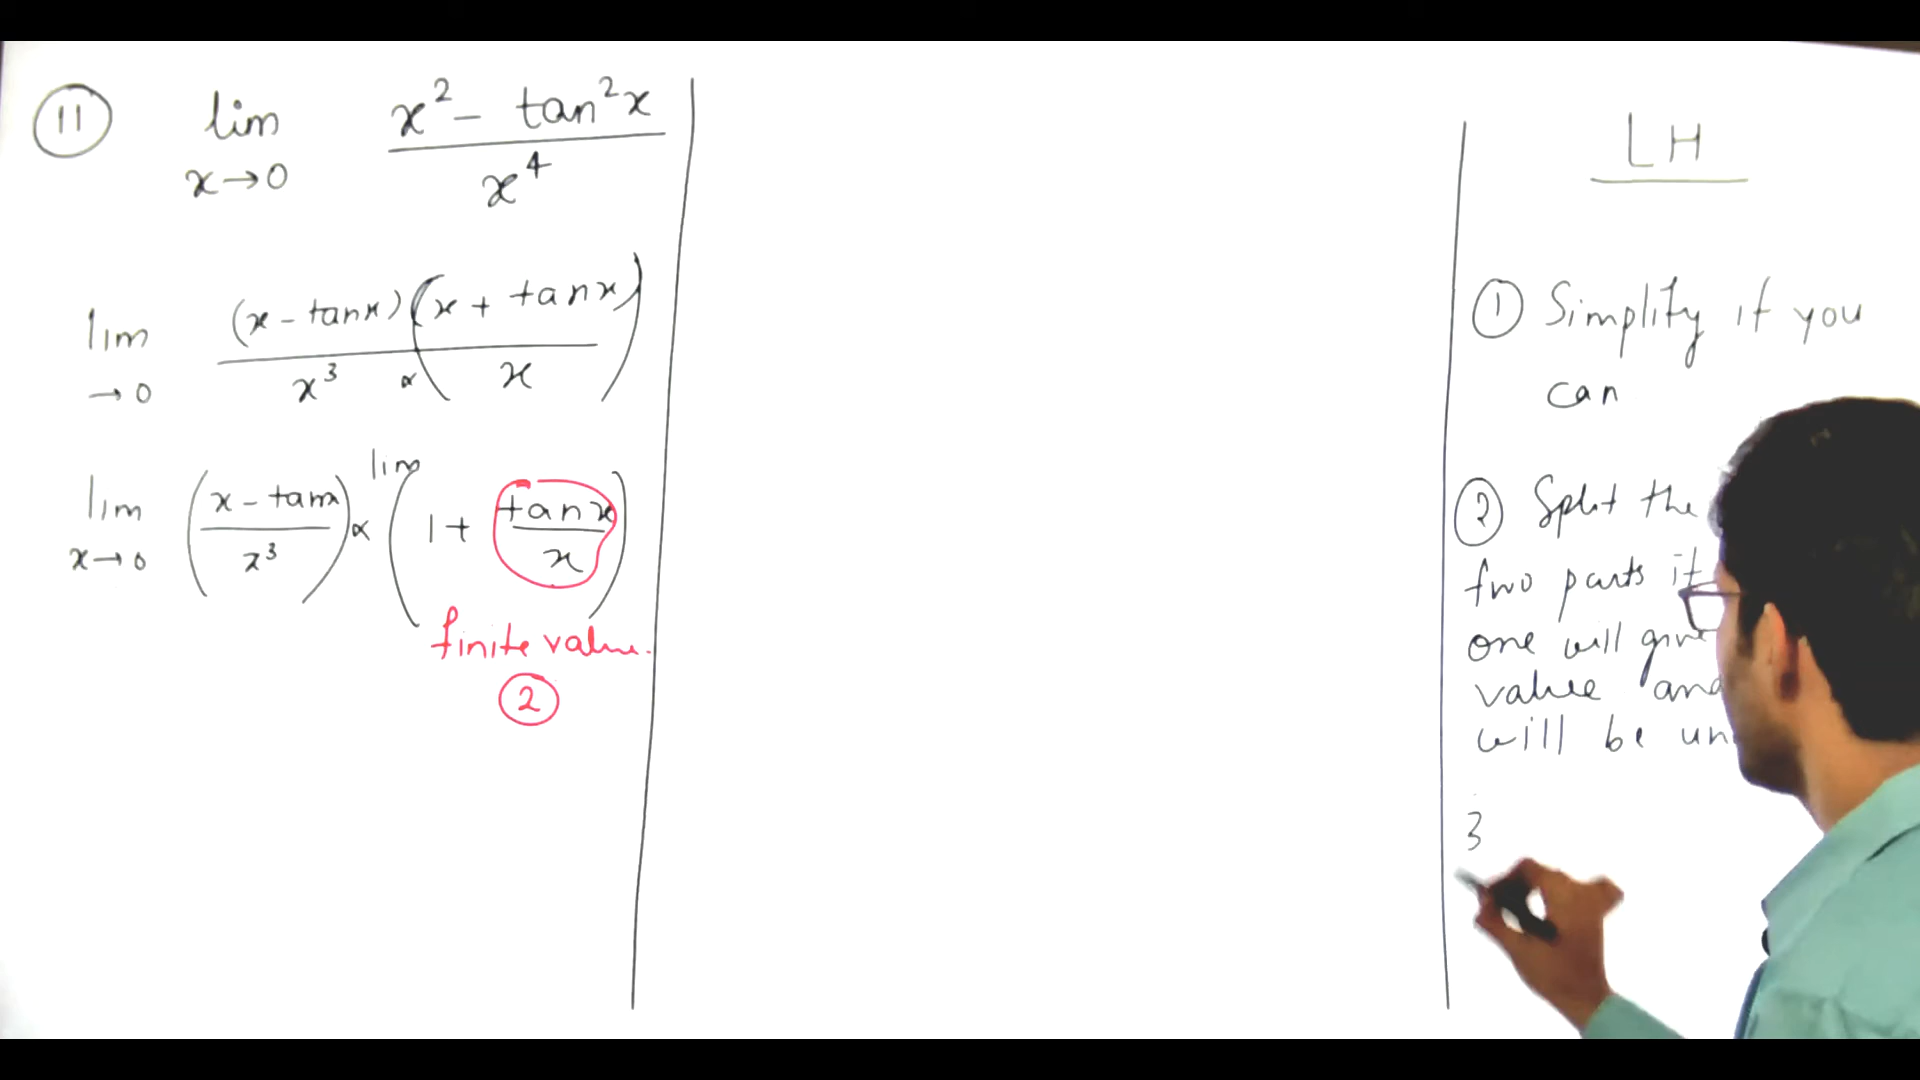 11 lim x→0 x² - tan²x / x⁴
lim →0 (x - tanx)(x + tanx) / x³ × x
lim x→0 (x - tanx / x³) × lim (1 + tanx / x)
finite value.
2
LH
1 Simplify if you
can
2 Split the
two parts if
one will give
value and
will be
3